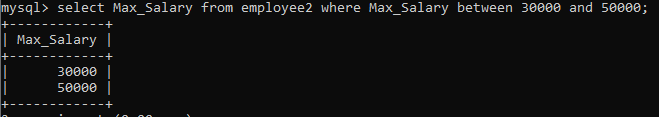 mysql> select Max_Salary from employee2 where Max_Salary between 30000 and 50000;
+------------+
| Max_Salary |
+------------+
| 30000 |
| 50000 |
+------------+